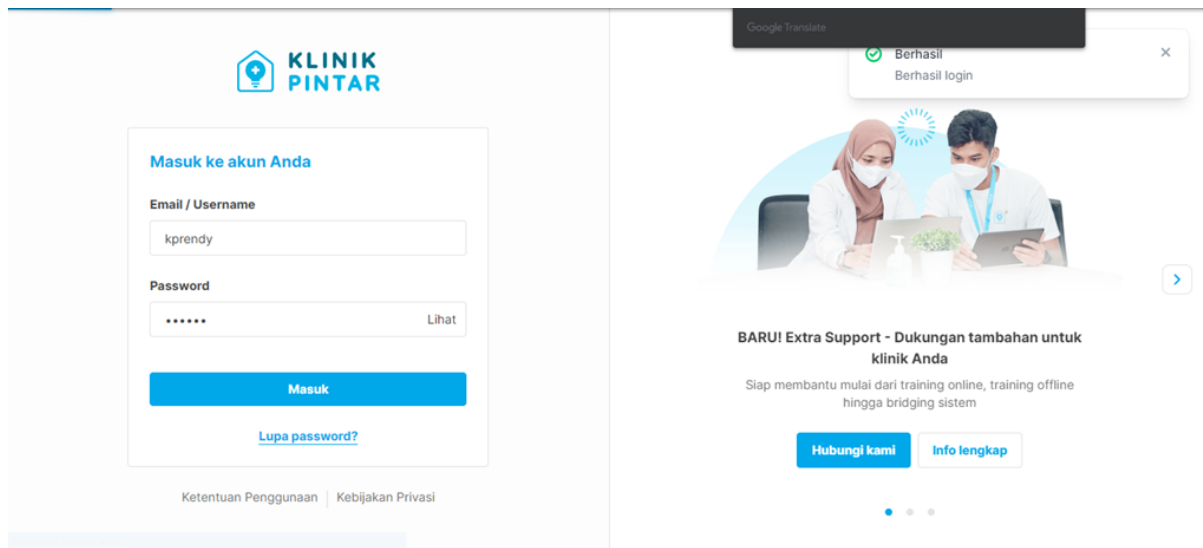 KLINIK
PINTAR
Masuk ke akun Anda
Email / Username
kprendy
Password
••••••
Lihat
Masuk
Lupa password?
Ketentuan Penggunaan
Kebijakan Privasi
Google Translate
Berhasil
Berhasil login
BARU! Extra Support - Dukungan tambahan untuk
klinik Anda
Siap membantu mulai dari training online, training offline
hingga bridging sistem
Hubungi kami
Info lengkap